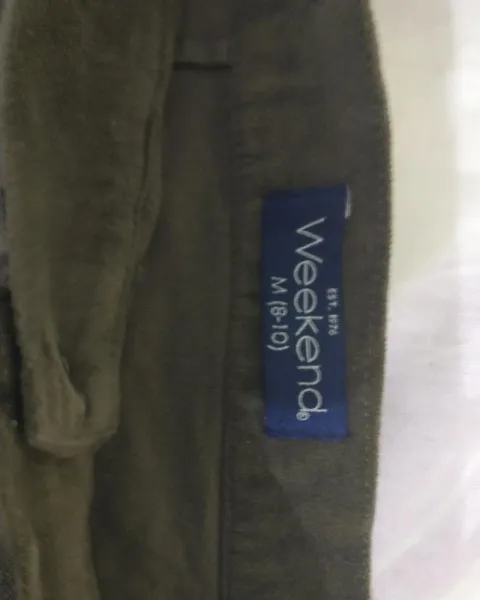 EST. 1976
Weekend®
M (8-10)